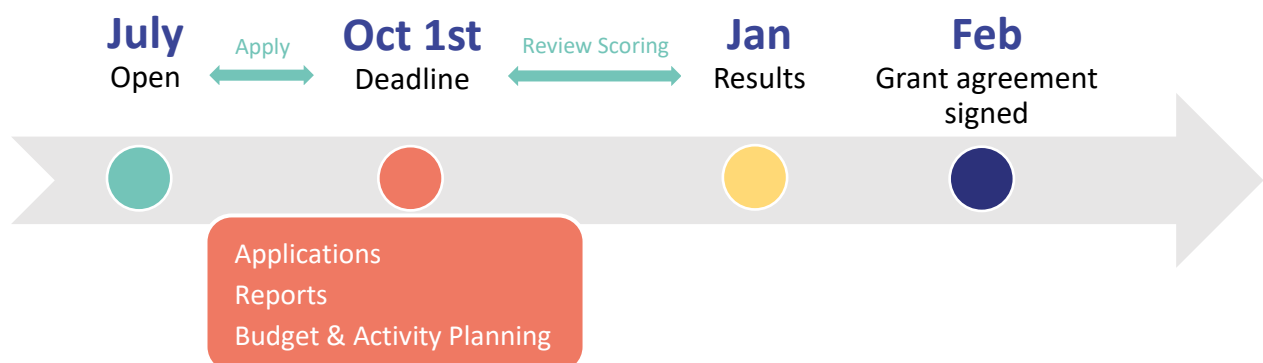 July
Open
Apply
Oct 1st
Deadline
Review Scoring
Jan
Results
Feb
Grant agreement
signed
Applications
Reports
Budget & Activity Planning